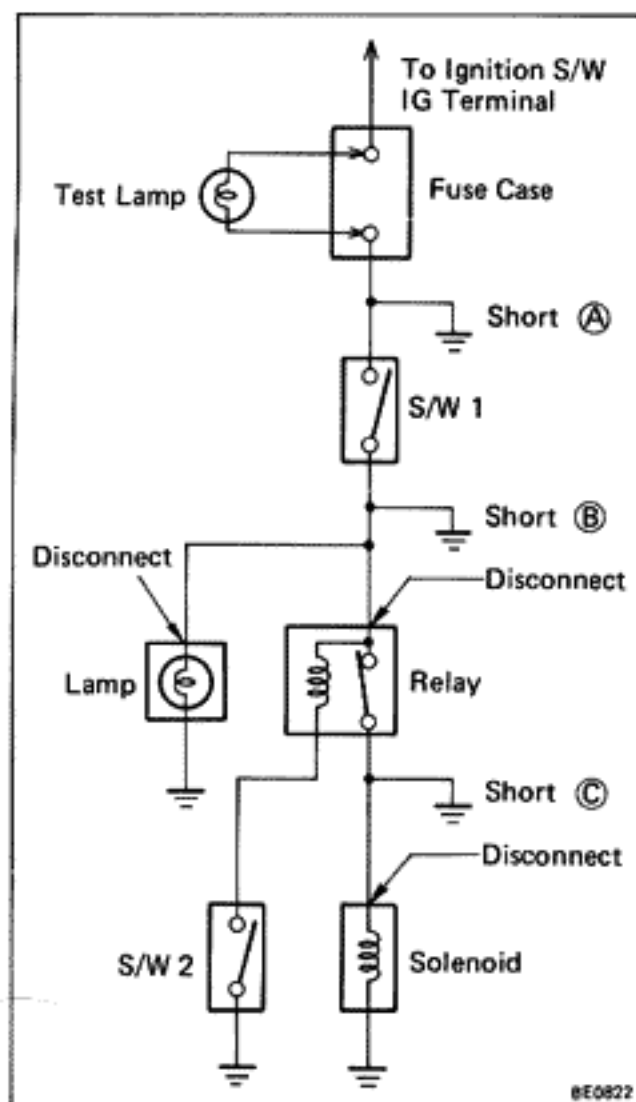 To Ignition S/W
IG Terminal
Test Lamp
Fuse Case
Short Ⓐ
S/W 1
Short Ⓑ
Disconnect
Disconnect
Lamp
Relay
Short Ⓒ
Disconnect
S/W 2
Solenoid
BE0822